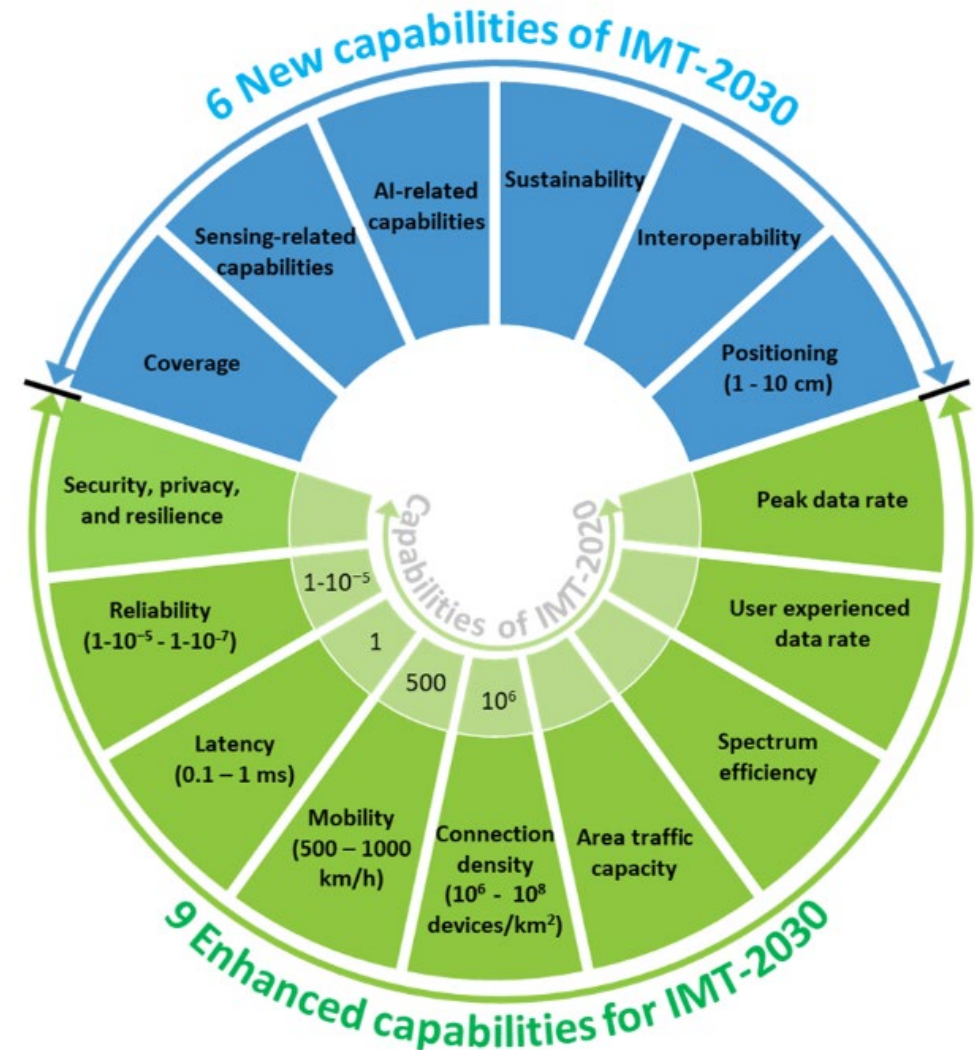 6 New capabilities of IMT-2030
Coverage
Sensing-related
capabilities
AI-related
capabilities
Sustainability
Interoperability
Positioning
(1 - 10 cm)
Security, privacy,
and resilience
Reliability
(1-10⁻⁵ - 1-10⁻⁷)
Latency
(0.1 – 1 ms)
Mobility
(500 – 1000
km/h)
Connection
density
(10⁶ - 10⁸
devices/km²)
Area traffic
capacity
Spectrum
efficiency
User experienced
data rate
Peak data rate
1-10⁻⁵
1
500
10⁶
Capabilities of IMT-2020
9 Enhanced capabilities for IMT-2030